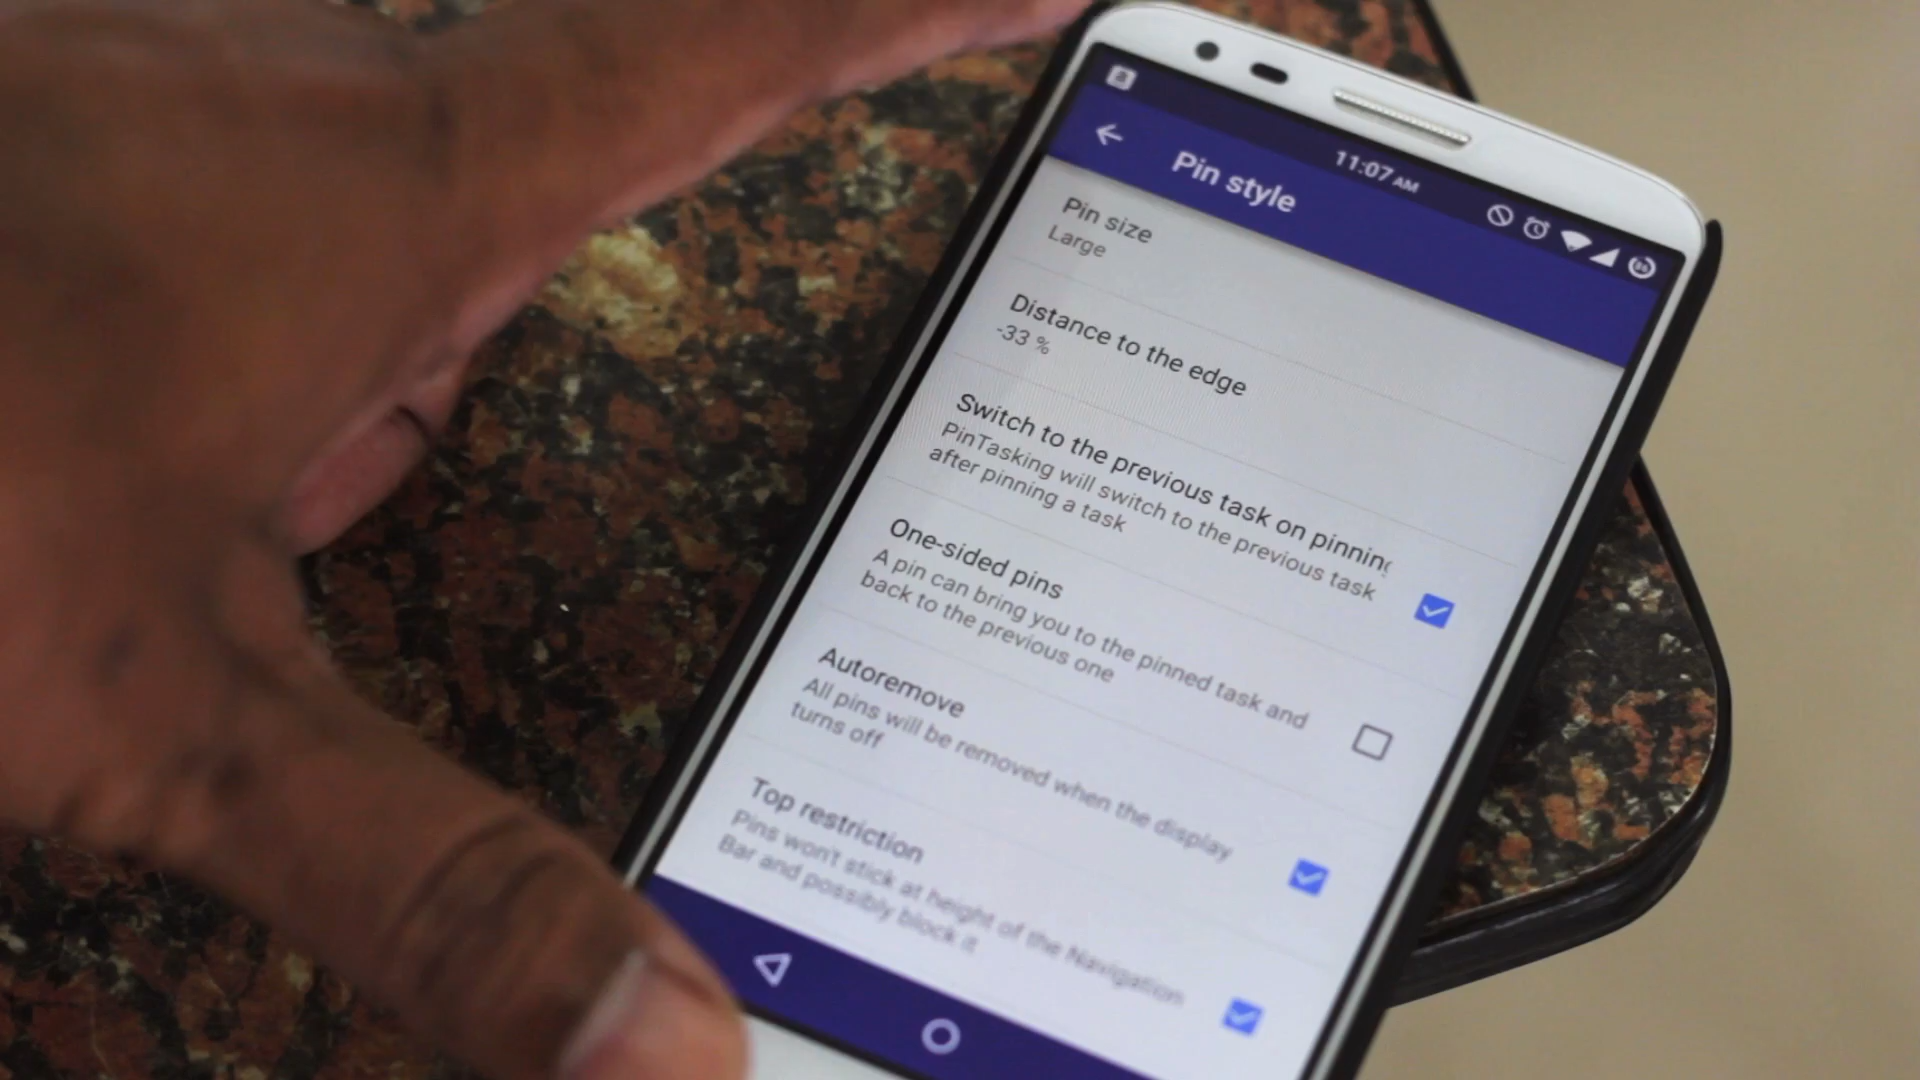 11:07 AM
Pin style
Pin size
Large
Distance to the edge
-33 %
Switch to the previous task on pinning
PinTasking will switch to the previous task
after pinning a task
One-sided pins
A pin can bring you to the pinned task and
back to the previous one
Autoremove
All pins will be removed when the display
turns off
Top restriction
Pins won't stick at height of the Navigation
Bar and possibly block it